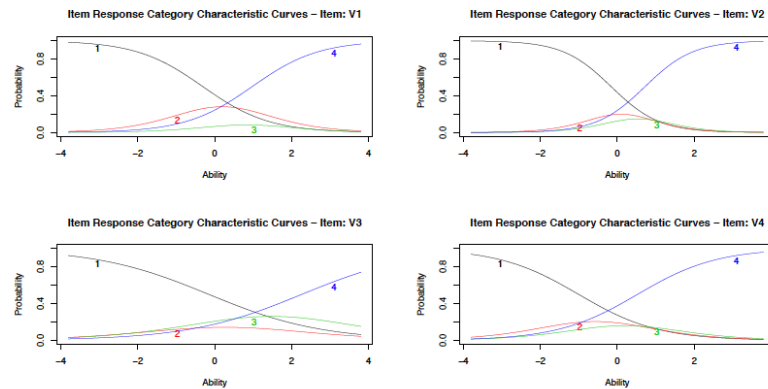 Item Response Category Characteristic Curves – Item: V1
Probability
0.0 0.4 0.8
1
2
3
4
−4 −2 0 2 4
Ability
Item Response Category Characteristic Curves – Item: V2
Probability
0.0 0.4 0.8
1
2
3
4
−4 −2 0 2 4
Ability
Item Response Category Characteristic Curves – Item: V3
Probability
0.0 0.4 0.8
1
2
3
4
−4 −2 0 2 4
Ability
Item Response Category Characteristic Curves – Item: V4
Probability
0.0 0.4 0.8
1
2
3
4
−4 −2 0 2 4
Ability